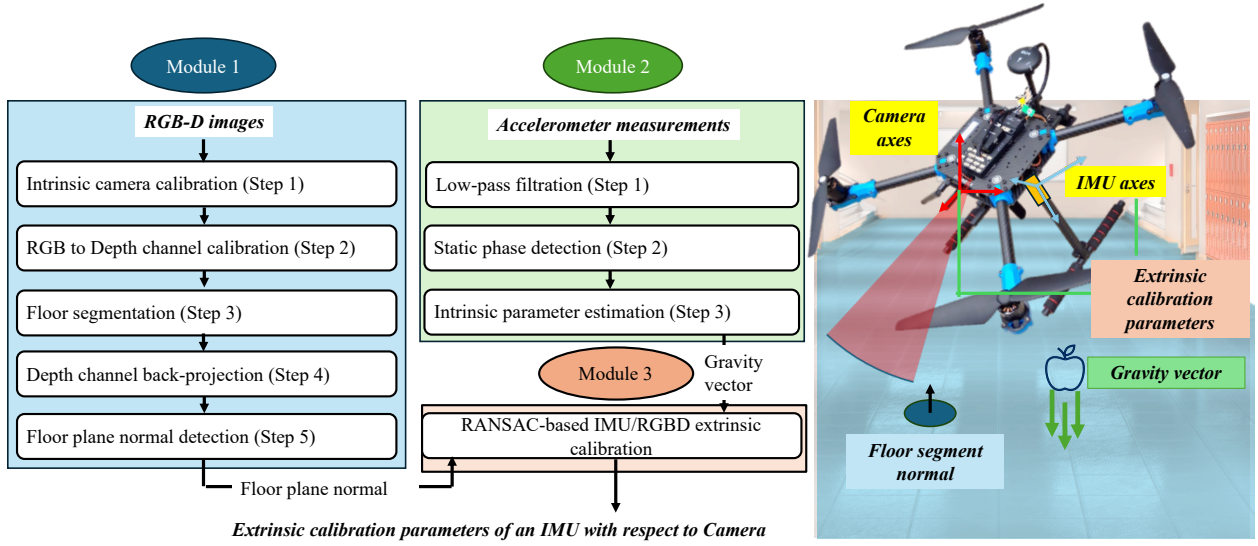 Module 1
RGB-D images
Intrinsic camera calibration (Step 1)
RGB to Depth channel calibration (Step 2)
Floor segmentation (Step 3)
Depth channel back-projection (Step 4)
Floor plane normal detection (Step 5)
Floor plane normal
Module 2
Accelerometer measurements
Low-pass filtration (Step 1)
Static phase detection (Step 2)
Intrinsic parameter estimation (Step 3)
Gravity
vector
Module 3
RANSAC-based IMU/RGBD extrinsic
calibration
Extrinsic calibration parameters of an IMU with respect to Camera
Camera
axes
IMU axes
Extrinsic
calibration
parameters
Gravity vector
Floor segment
normal